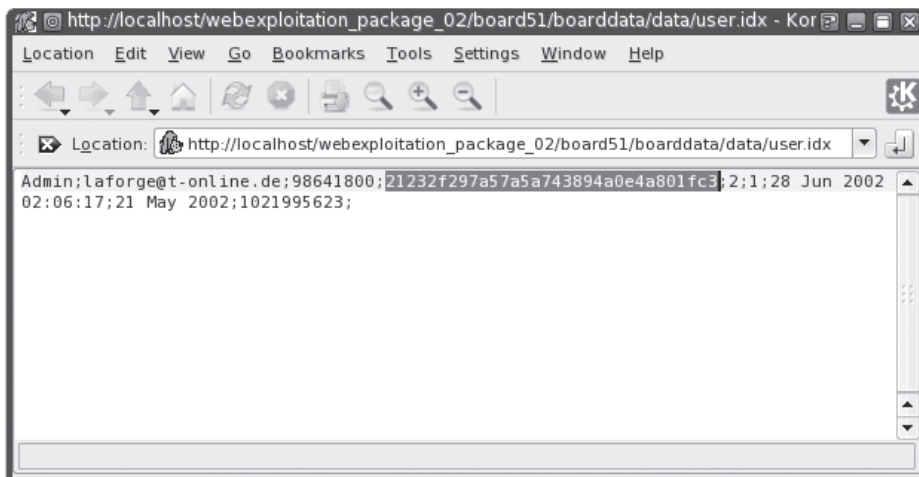 http://localhost/webexploitation_package_02/board51/boarddata/data/user.idx - Kor
Location Edit View Go Bookmarks Tools Settings Window Help
Location: http://localhost/webexploitation_package_02/board51/boarddata/data/user.idx
Admin;laforge@t-online.de;98641800;21232f297a57a5a743894a0e4a801fc3;2;1;28 Jun 2002
02:06:17;21 May 2002;1021995623;